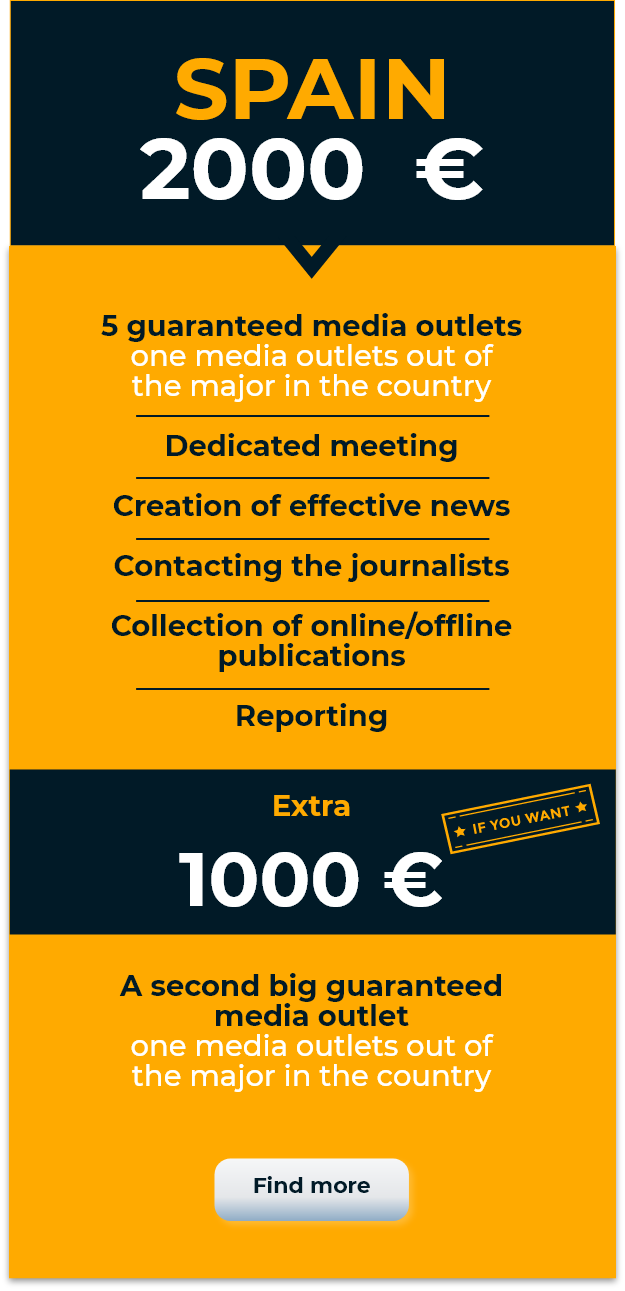 SPAIN
2000 €
5 guaranteed media outlets
one media outlets out of
the major in the country
Dedicated meeting
Creation of effective news
Contacting the journalists
Collection of online/offline
publications
Reporting
Extra
IF YOU WANT
1000 €
A second big guaranteed
media outlet
one media outlets out of
the major in the country
Find more